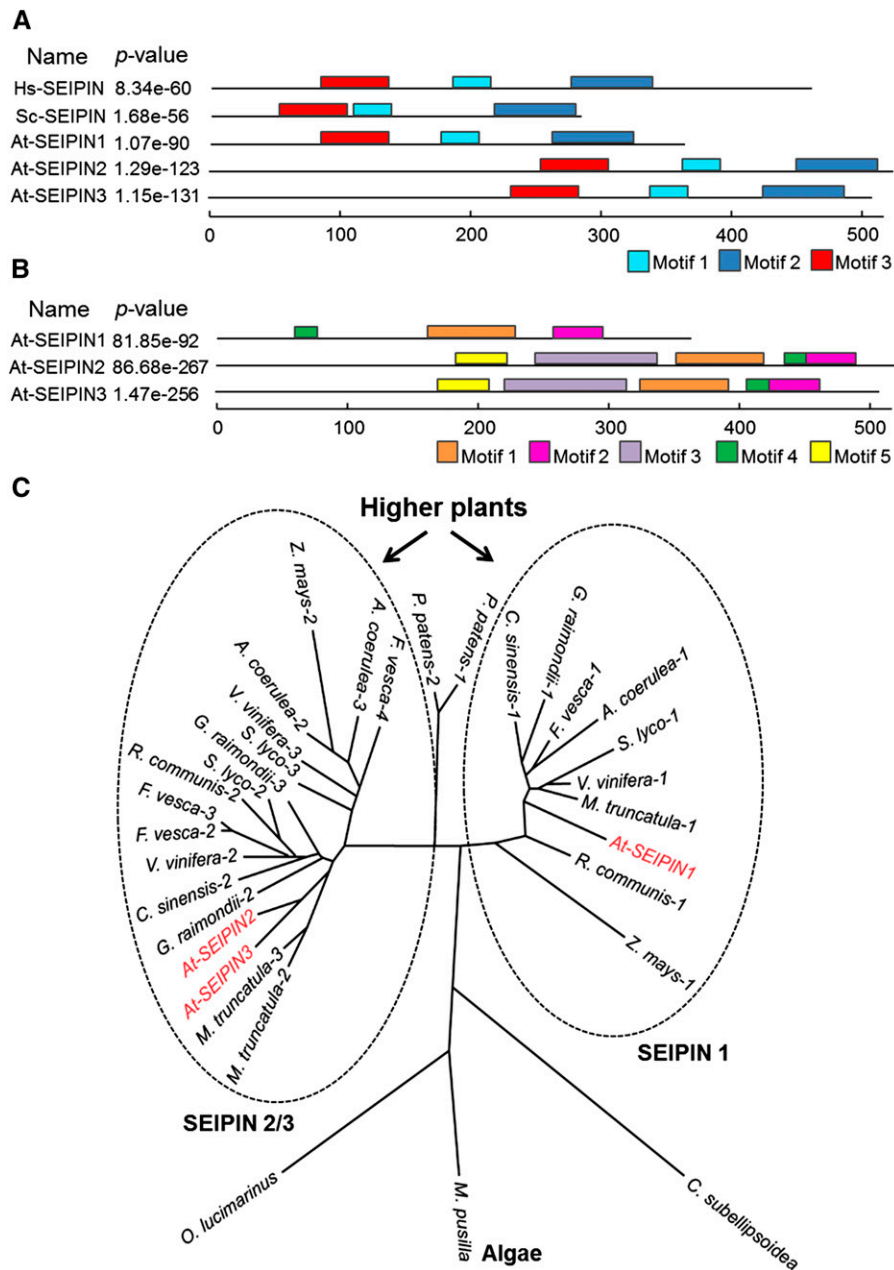 A
Name p-value
Hs-SEIPIN 8.34e-60
Sc-SEIPIN 1.68e-56
At-SEIPIN1 1.07e-90
At-SEIPIN2 1.29e-123
At-SEIPIN3 1.15e-131
0 100 200 300 400 500
Motif 1 Motif 2 Motif 3
B
Name p-value
At-SEIPIN1 81.85e-92
At-SEIPIN2 86.68e-267
At-SEIPIN3 1.47e-256
0 100 200 300 400 500
Motif 1 Motif 2 Motif 3 Motif 4 Motif 5
C
Higher plants
Z. mays-2
A. coerulea-2
V. vinifera-3
S. lyco-3
G. raimondii-3
S. lyco-2
R. communis-2
F. vesca-3
F. vesca-2
V. vinifera-2
C. sinensis-2
G. raimondii-2
At-SEIPIN2
At-SEIPIN3
M. truncatula-3
M. truncatula-2
A. coerulea-3
F. vesca-4
P. patens-2
P. patens-1
C. sinensis-1
G. raimondii-1
F. vesca-1
A. coerulea-1
S. lyco-1
V. vinifera-1
M. truncatula-1
At-SEIPIN1
R. communis-1
Z. mays-1
SEIPIN 1
SEIPIN 2/3
O. lucimarinus
M. pusilla
Algae
C. subellipsoidea